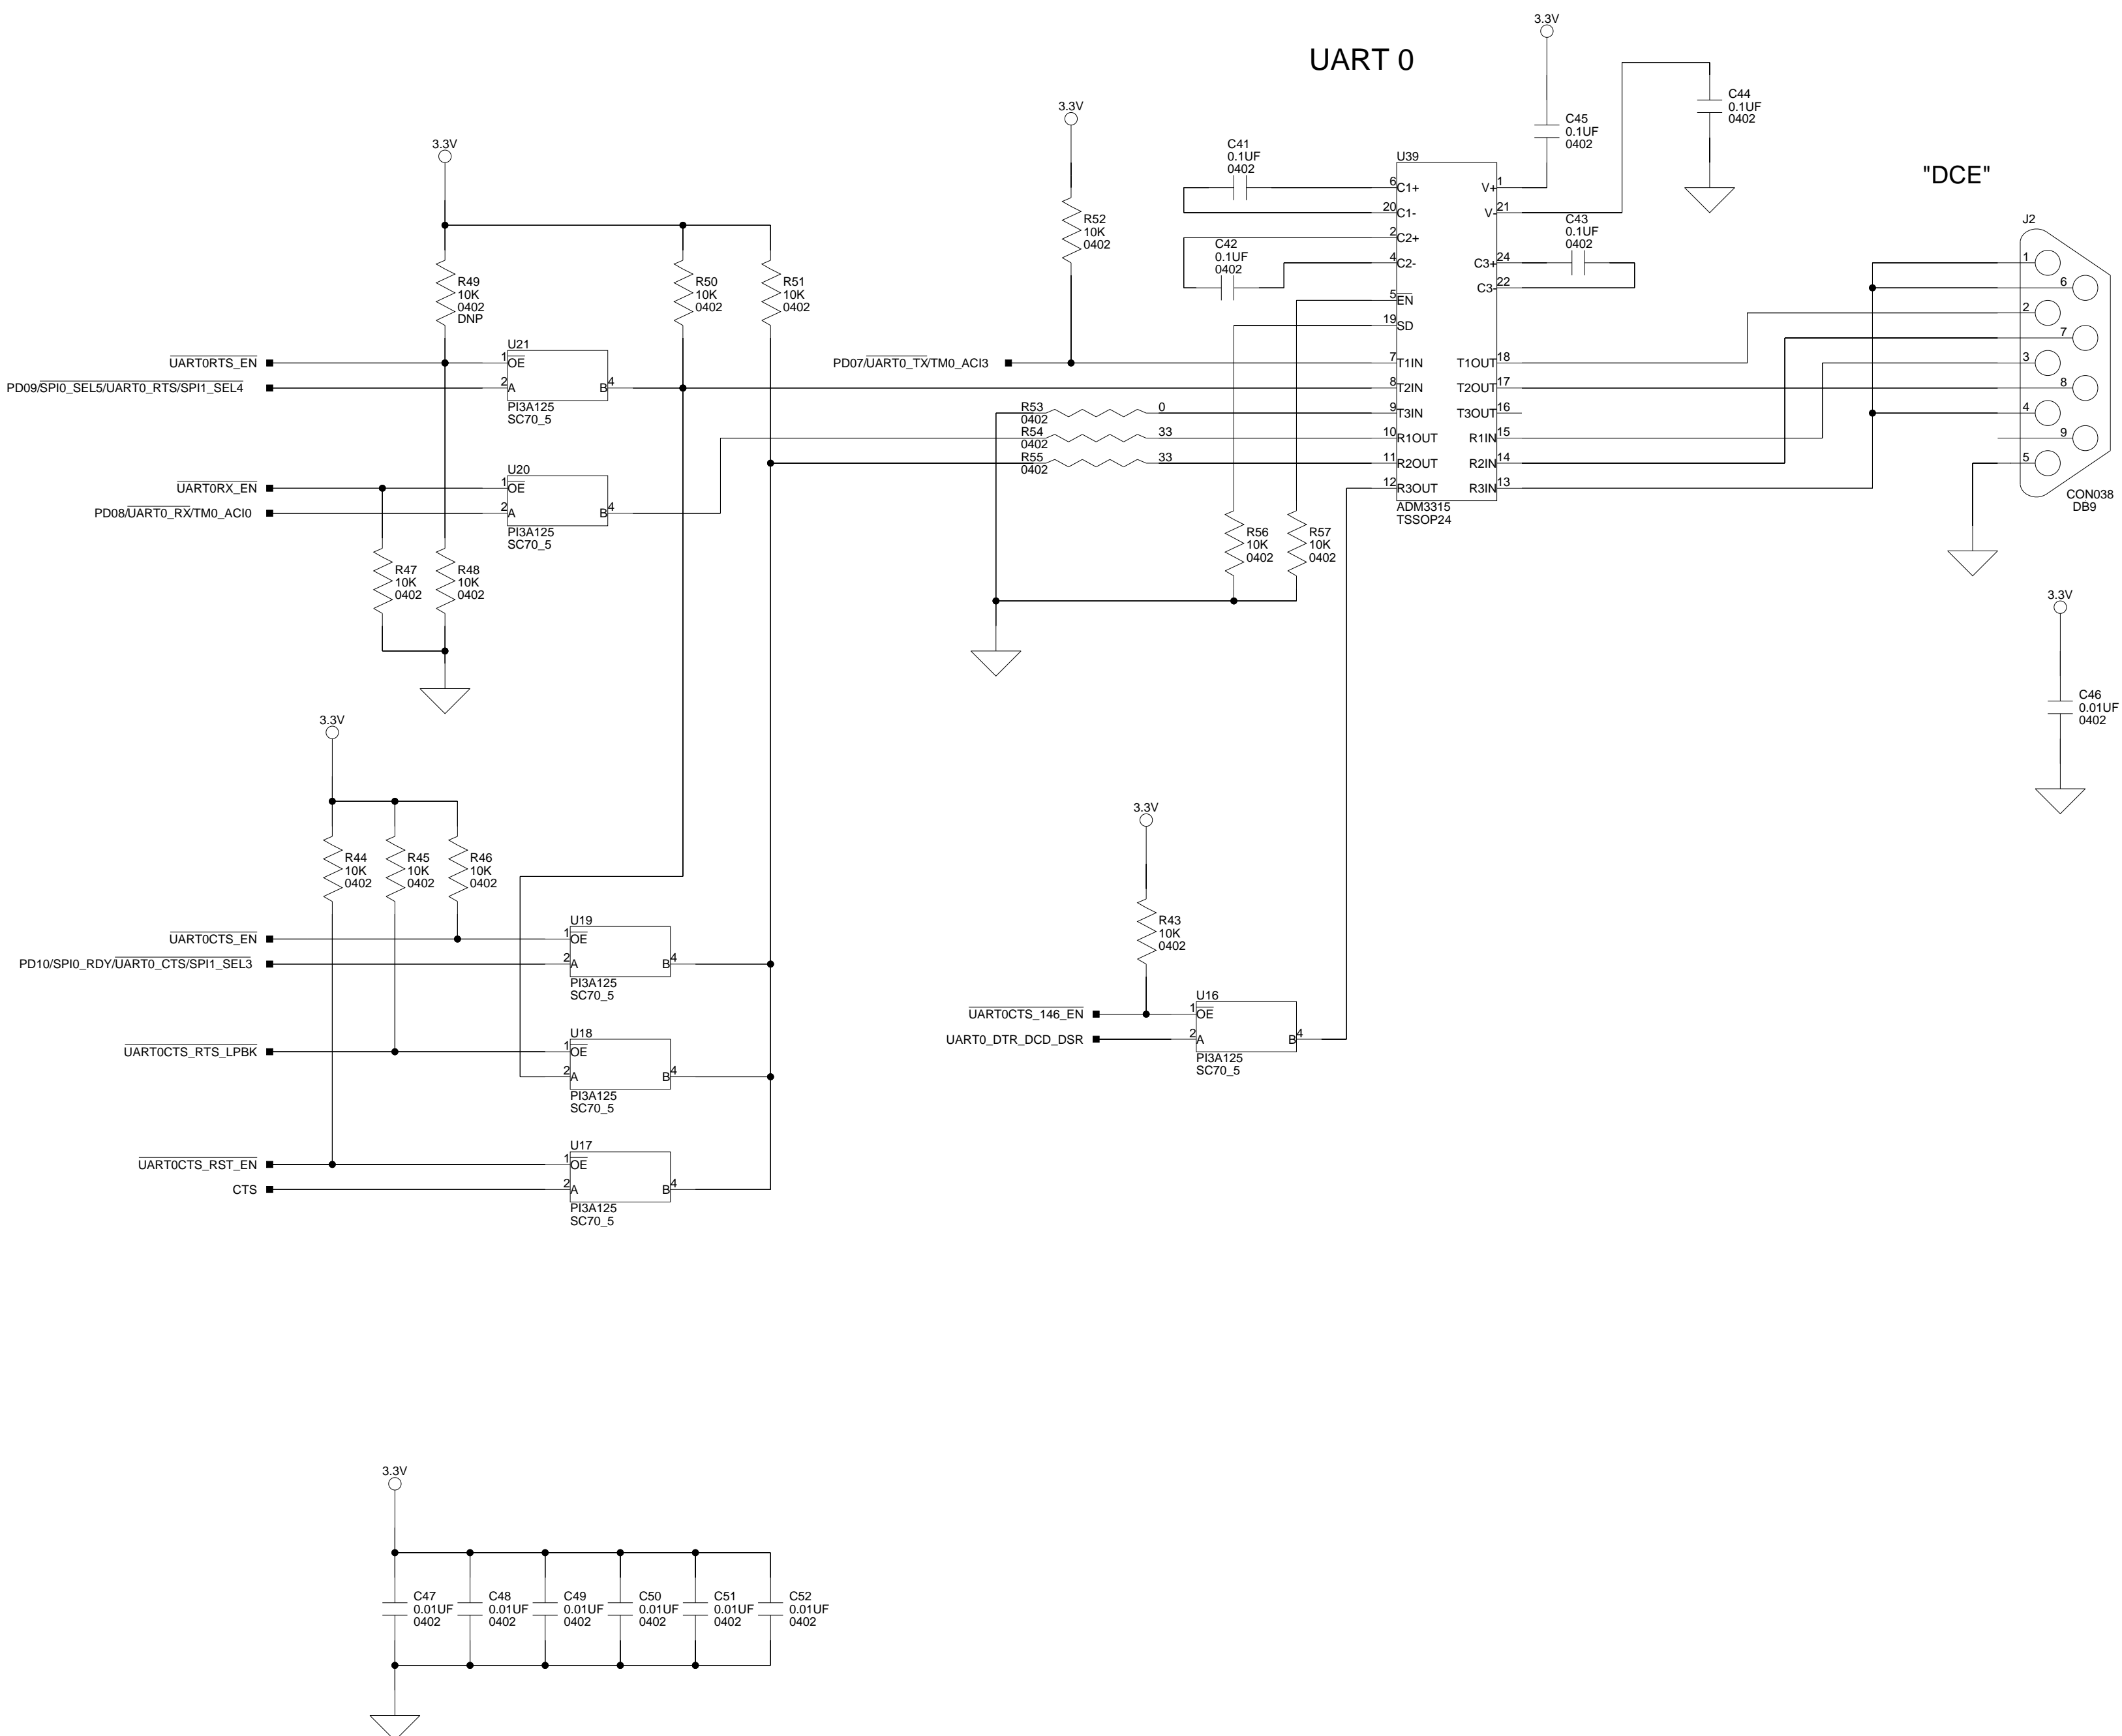 UART 0
"DCE"
3.3V
C45
0.1UF
0402
C44
0.1UF
0402
3.3V
R52
10K
0402
C41
0.1UF
0402
C42
0.1UF
0402
C43
0.1UF
0402
U39
6 C1+
20 C1-
2 C2+
4 C2-
5 EN
19 SD
7 T1IN
8 T2IN
9 T3IN
10 R1OUT
11 R2OUT
12 R3OUT
V+ 1
V- 21
C3+ 24
C3- 22
T1OUT 18
T2OUT 17
T3OUT 16
R1IN 15
R2IN 14
R3IN 13
ADM3315
TSSOP24
J2
1
6
2
7
3
8
4
9
5
CON038
DB9
3.3V
R49
10K
0402
DNP
R50
10K
0402
R51
10K
0402
UART0RTS_EN
PD09/SPI0_SEL5/UART0_RTS/SPI1_SEL4
U21
1 OE
2 A
B 4
PI3A125
SC70_5
UART0RX_EN
PD08/UART0_RX/TM0_ACI0
U20
1 OE
2 A
B 4
PI3A125
SC70_5
R47
10K
0402
R48
10K
0402
PD07/UART0_TX/TM0_ACI3
R53 0
0402
R54 33
0402
R55 33
0402
R56
10K
0402
R57
10K
0402
3.3V
C46
0.01UF
0402
3.3V
R44
10K
0402
R45
10K
0402
R46
10K
0402
UART0CTS_EN
PD10/SPI0_RDY/UART0_CTS/SPI1_SEL3
U19
1 OE
2 A
B 4
PI3A125
SC70_5
UART0CTS_RTS_LPBK
U18
1 OE
2 A
B 4
PI3A125
SC70_5
UART0CTS_RST_EN
CTS
U17
1 OE
2 A
B 4
PI3A125
SC70_5
3.3V
R43
10K
0402
UART0CTS_146_EN
UART0_DTR_DCD_DSR
U16
1 OE
2 A
B 4
PI3A125
SC70_5
3.3V
C47
0.01UF
0402
C48
0.01UF
0402
C49
0.01UF
0402
C50
0.01UF
0402
C51
0.01UF
0402
C52
0.01UF
0402